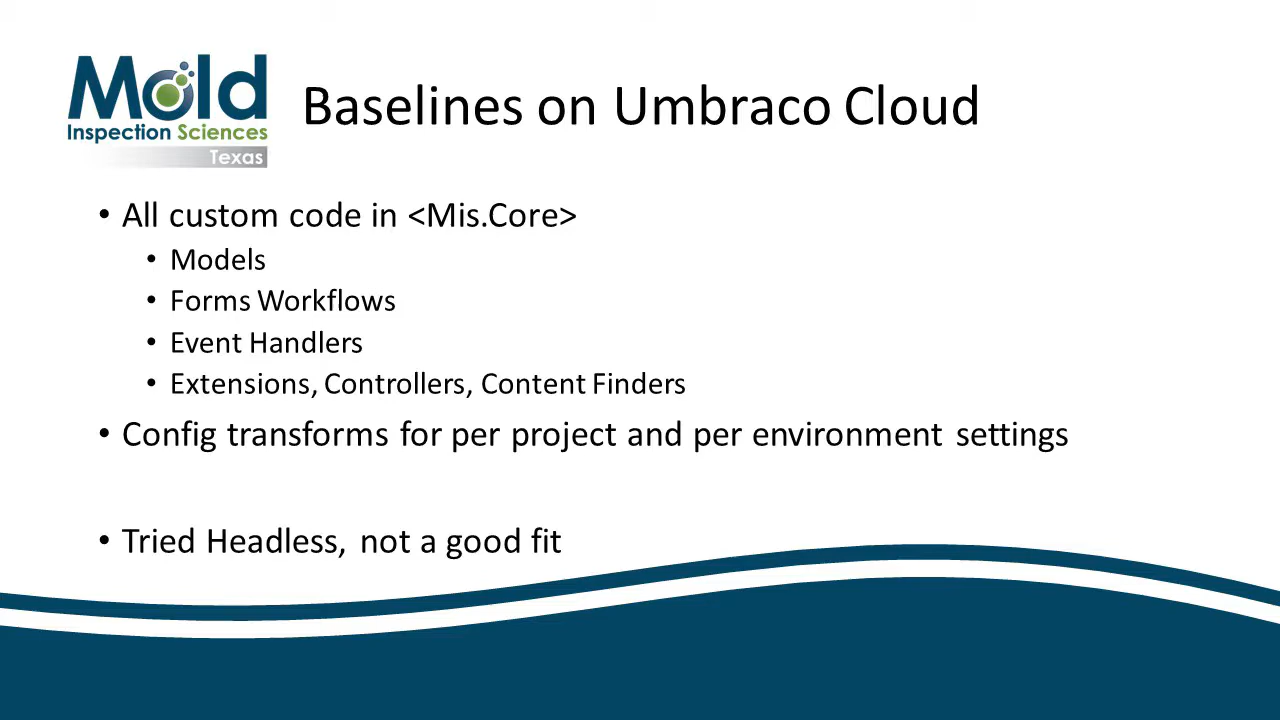 Mold
Inspection Sciences
Texas
Baselines on Umbraco Cloud
• All custom code in <Mis.Core>
• Models
• Forms Workflows
• Event Handlers
• Extensions, Controllers, Content Finders
• Config transforms for per project and per environment settings
• Tried Headless, not a good fit